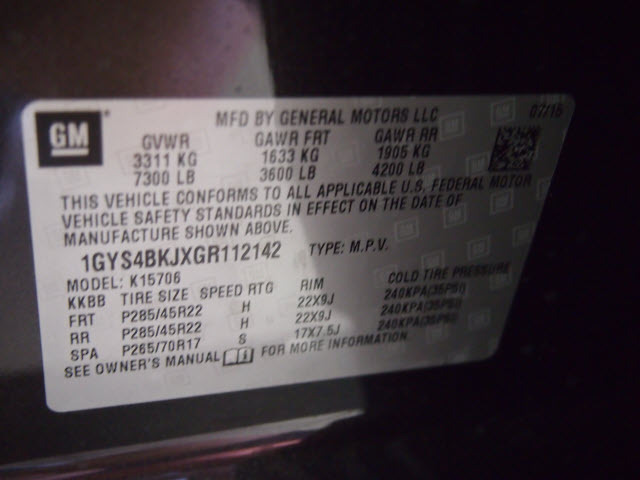 GM
MFD BY GENERAL MOTORS LLC 07/15
GVWR GAWR FRT GAWR RR
3311 KG 1633 KG 1905 KG
7300 LB 3600 LB 4200 LB
THIS VEHICLE CONFORMS TO ALL APPLICABLE U.S. FEDERAL MOTOR
VEHICLE SAFETY STANDARDS IN EFFECT ON THE DATE OF
MANUFACTURE SHOWN ABOVE.
1GYS4BKJXGR112142 TYPE: M.P.V.
MODEL: K15706
KKBB TIRE SIZE SPEED RTG RIM COLD TIRE PRESSURE
FRT P285/45R22 H 22X9J 240KPA(35PSI)
RR P285/45R22 H 22X9J 240KPA(35PSI)
SPA P265/70R17 S 17X7.5J
SEE OWNER'S MANUAL FOR MORE INFORMATION.